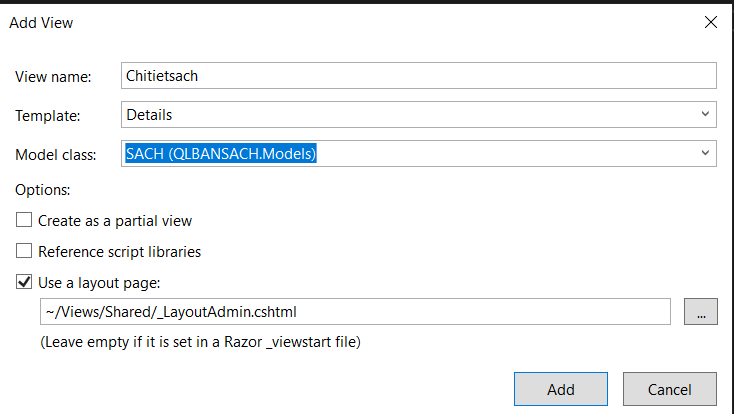 Add View
View name: Chitietsach
Template: Details
Model class: SACH (QLBANSACH.Models)
Options:
Create as a partial view
Reference script libraries
Use a layout page:
~/Views/Shared/_LayoutAdmin.cshtml ...
(Leave empty if it is set in a Razor _viewstart file)
Add Cancel